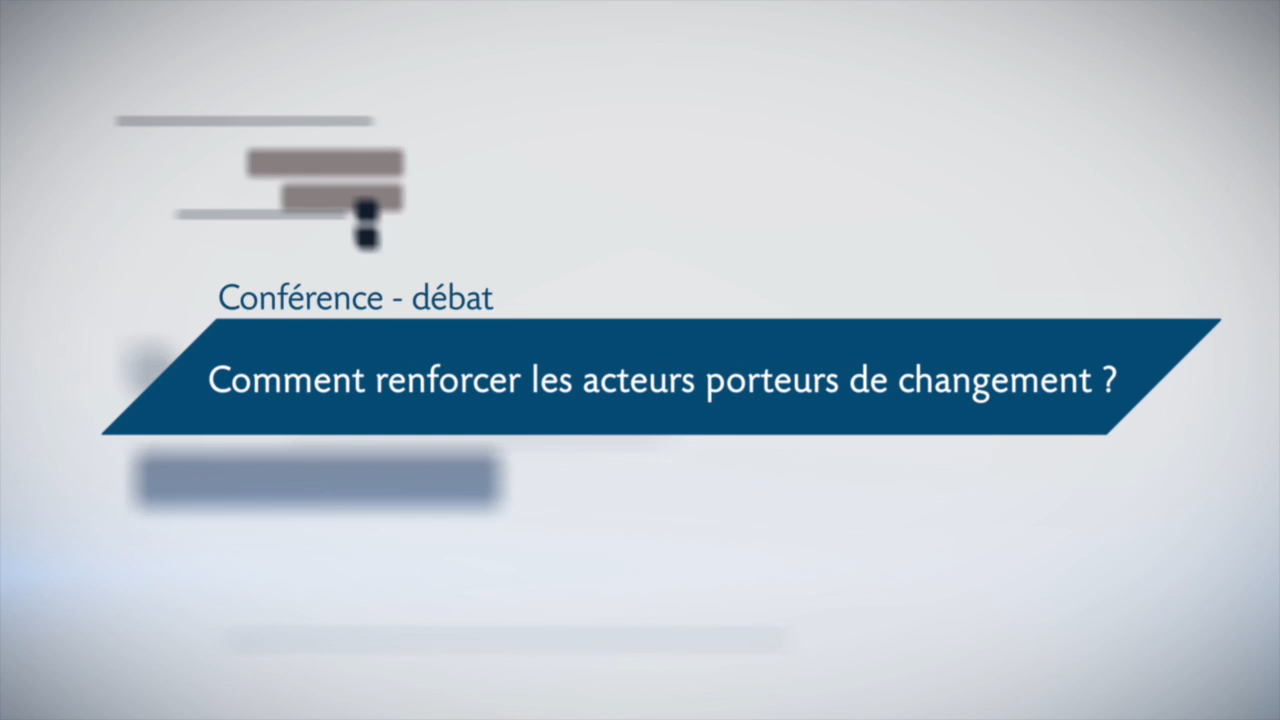 Conférence - débat
Comment renforcer les acteurs porteurs de changement ?